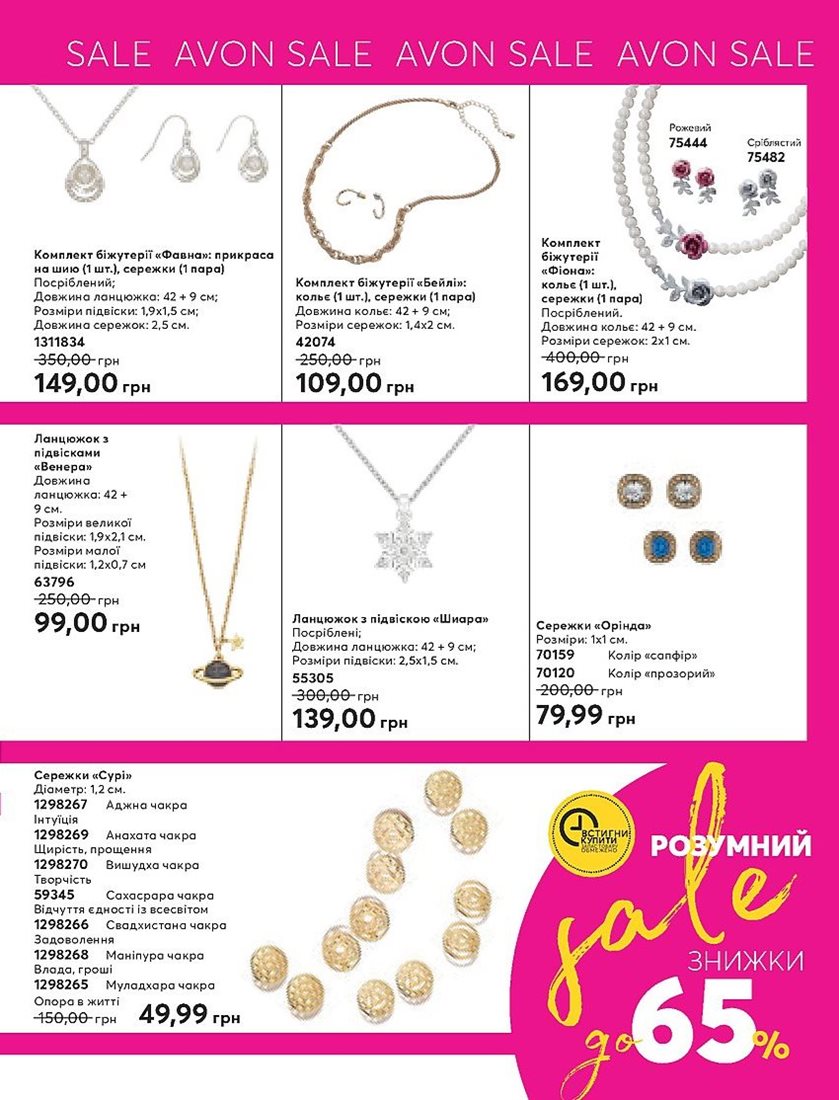 SALE AVON SALE AVON SALE AVON SALE
Комплект біжутерії «Фавна»: прикраса
на шию (1 шт.), сережки (1 пара)
Посріблений;
Довжина ланцюжка: 42 + 9 см;
Розміри підвіски: 1,9х1,5 см;
Довжина сережок: 2,5 см.
1311834
350,00 грн
149,00 грн
Комплект біжутерії «Бейлі»:
кольє (1 шт.), сережки (1 пара)
Довжина кольє: 42 + 9 см;
Розміри сережок: 1,4х2 см.
42074
250,00 грн
109,00 грн
Рожевий
75444
Сріблястий
75482
Комплект
біжутерії
«Фіона»:
кольє (1 шт.),
сережки (1 пара)
Посріблений.
Довжина кольє: 42 + 9 см.
Розміри сережок: 2х1 см.
400,00 грн
169,00 грн
Ланцюжок з
підвісками
«Венера»
Довжина
ланцюжка: 42 +
9 см.
Розміри великої
підвіски: 1,9х2,1 см.
Розміри малої
підвіски: 1,2х0,7 см
63796
250,00 грн
99,00 грн
Ланцюжок з підвіскою «Шиара»
Посріблені;
Довжина ланцюжка: 42 + 9 см;
Розміри підвіски: 2,5х1,5 см.
55305
300,00 грн
139,00 грн
Сережки «Орінда»
Розміри: 1х1 см.
70159 Колір «сапфір»
70120 Колір «прозорий»
200,00 грн
79,99 грн
Сережки «Сурі»
Діаметр: 1,2 см.
1298267 Аджна чакра
Інтуїція
1298269 Анахата чакра
Щирість, прощення
1298270 Вишудха чакра
Творчість
59345 Сахасрара чакра
Відчуття єдності із всесвітом
1298266 Свадхистана чакра
Задоволення
1298268 Маніпура чакра
Влада, гроші
1298265 Муладхара чакра
Опора в житті
150,00 грн 49,99 грн
ВСТИГНИ
КУПИТИ
ЗАПАС ТОВАРУ
ОБМЕЖЕНО
РОЗУМНИЙ
sale
ЗНИЖКИ
до 65%